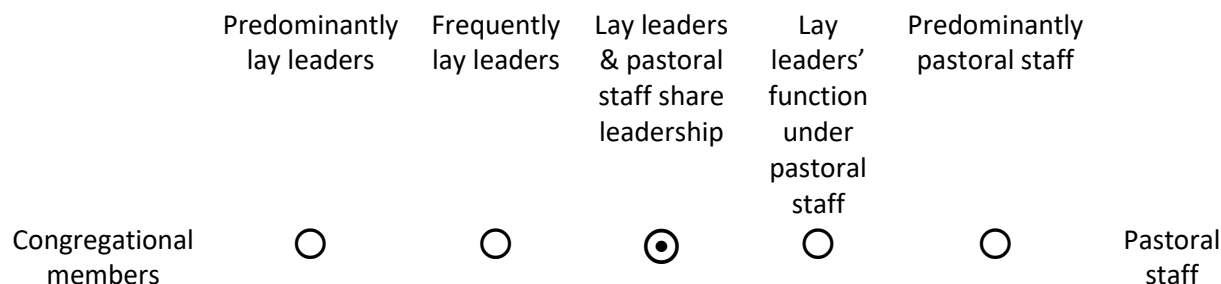 Predominantly
lay leaders
Frequently
lay leaders
Lay leaders
& pastoral
staff share
leadership
Lay
leaders’
function
under
pastoral
staff
Predominantly
pastoral staff
Congregational
members
Pastoral
staff